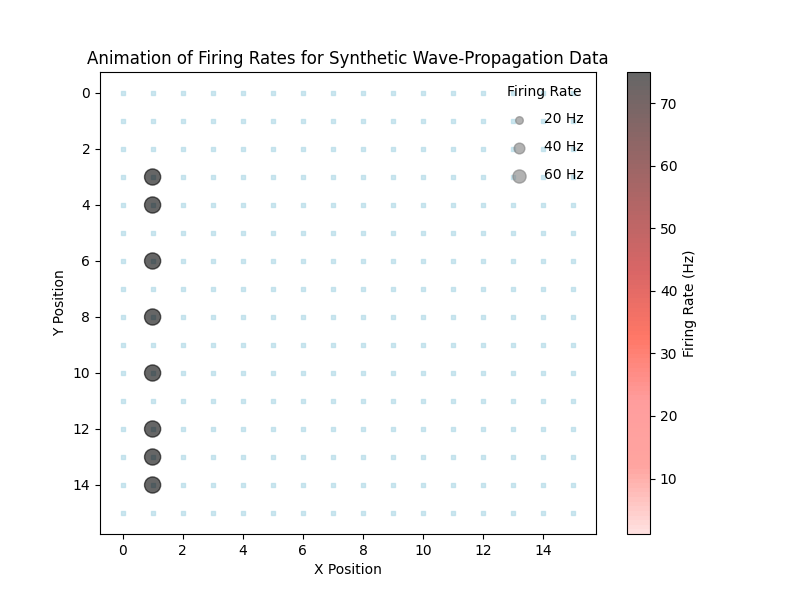 Animation of Firing Rates for Synthetic Wave-Propagation Data
Firing Rate
20 Hz
40 Hz
60 Hz
0
2
4
6
8
10
12
14
Y Position
0 2 4 6 8 10 12 14
X Position
70
60
50
40
30
20
10
Firing Rate (Hz)